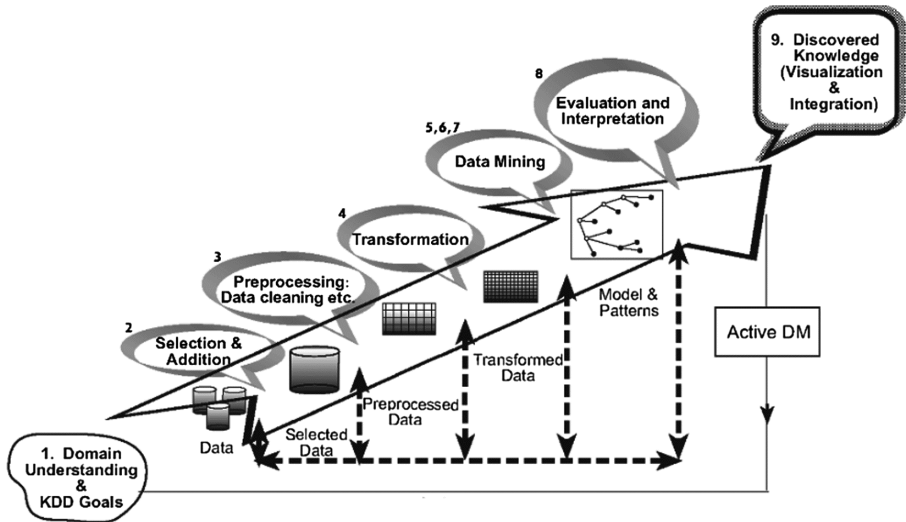 9. Discovered
Knowledge
(Visualization
&
Integration)
8
Evaluation and
Interpretation
5,6,7
Data Mining
4
Transformation
3
Preprocessing:
Data cleaning etc.
2
Selection &
Addition
Model &
Patterns
Active DM
Transformed
Data
Preprocessed
Data
Selected
Data
Data
1. Domain
Understanding
&
KDD Goals